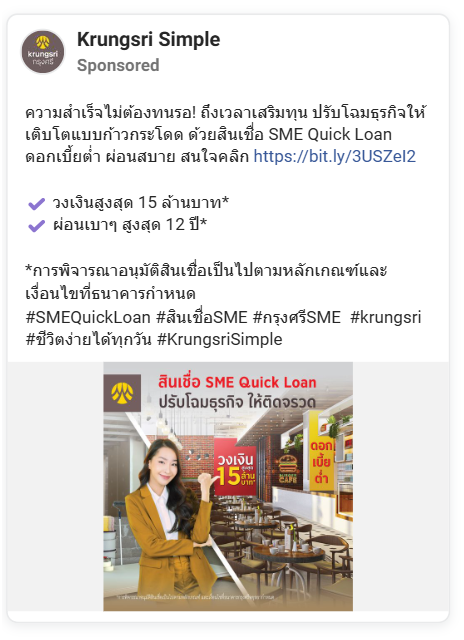 Krungsri Simple
Sponsored
ความสำเร็จไม่ต้องทนรอ! ถึงเวลาเสริมทุน ปรับโฉมธุรกิจให้
เติบโตแบบก้าวกระโดด ด้วยสินเชื่อ SME Quick Loan
ดอกเบี้ยต่ำ ผ่อนสบาย สนใจคลิก https://bit.ly/3USZeI2
วงเงินสูงสุด 15 ล้านบาท*
ผ่อนเบาๆ สูงสุด 12 ปี*
*การพิจารณาอนุมัติสินเชื่อเป็นไปตามหลักเกณฑ์และ
เงื่อนไขที่ธนาคารกำหนด
#SMEQuickLoan #สินเชื่อSME #กรุงศรีSME #krungsri
#ชีวิตง่ายได้ทุกวัน #KrungsriSimple
krungsri
กรุงศรี
สินเชื่อ SME Quick Loan
ปรับโฉมธุรกิจ ให้ติดจรวด
วงเงิน
สูงสุด
15 ล้าน
บาท*
ดอก
เบี้ย
ต่ำ
BURGER
CAFE